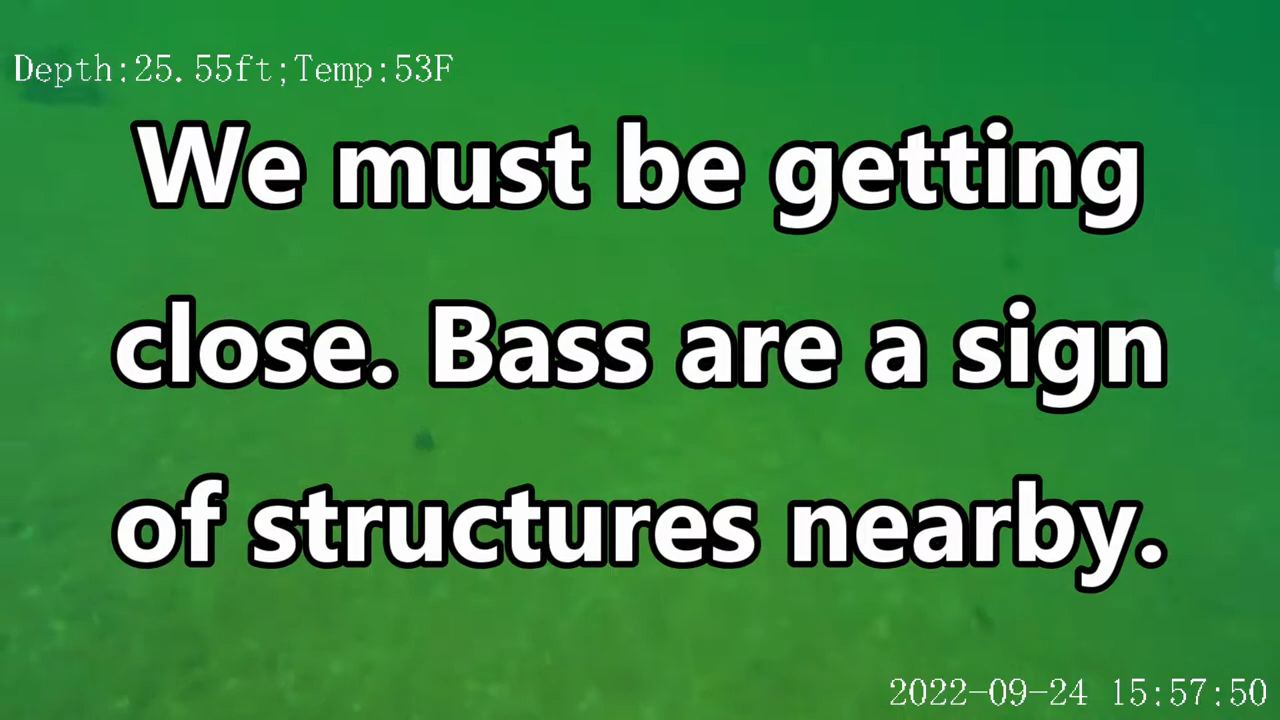 Depth:25.55ft;Temp:53F
We must be getting
close. Bass are a sign
of structures nearby.
2022-09-24 15:57:50